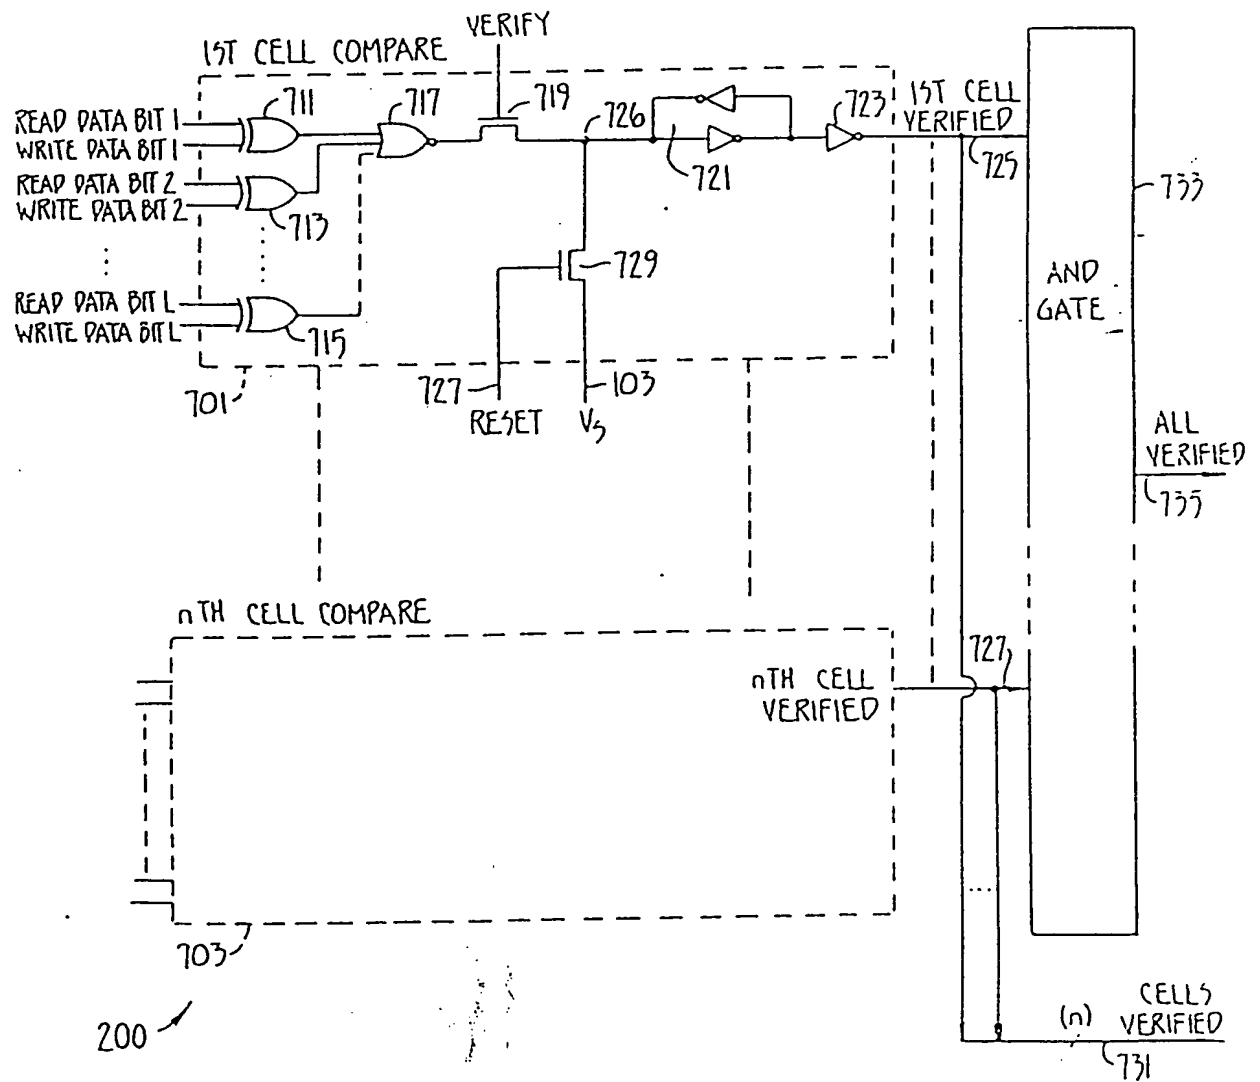 VERIFY
1ST CELL COMPARE
READ DATA BIT 1
WRITE DATA BIT 1
READ DATA BIT 2
WRITE DATA BIT 2
READ DATA BIT L
WRITE DATA BIT L
711
713
715
717
719
726
721
723
1ST CELL
VERIFIED
725
733
729
AND
GATE
701
727
RESET
103
VS
ALL
VERIFIED
735
nTH CELL COMPARE
nTH CELL
VERIFIED
727
703
200
(n)
CELLS
VERIFIED
731